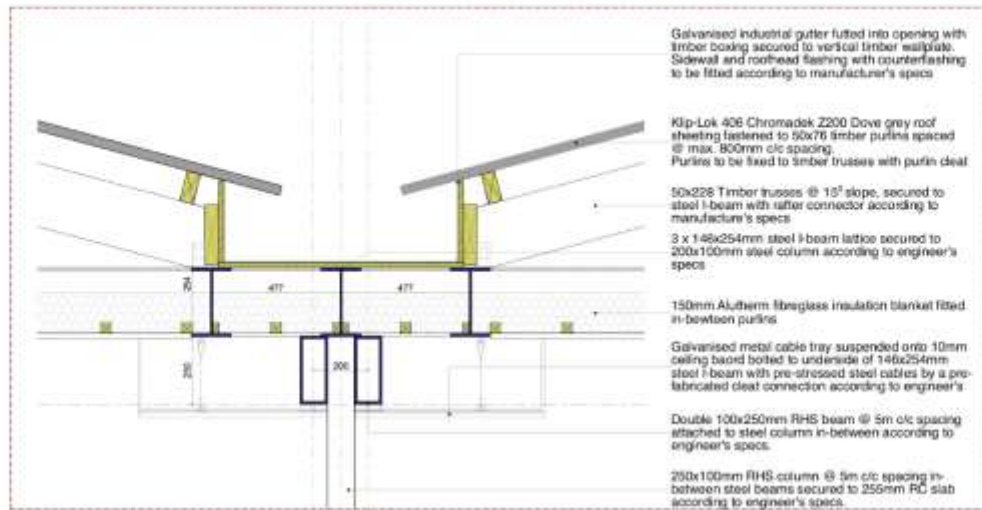 Galvanised industrial gutter futted into opening with
timber boxing secured to vertical timber wallplate.
Sidewall and roofhead flashing with counterflashing
to be fitted according to manufacturer's specs
Klip-Lok 406 Chromadek Z200 Dove grey roof
sheeting fastened to 50x76 timber purlins spaced
@ max. 800mm c/c spacing.
Purlins to be fixed to timber trusses with purlin cleat
50x228 Timber trusses @ 15° slope, secured to
steel I-beam with rafter connector according to
manufacture's specs
3 x 146x254mm steel I-beam lattice secured to
200x100mm steel column according to engineer's
specs
254
477
477
150mm Alutherm fibreglass insulation blanket fitted
in-bewteen purlins
Galvanised metal cable tray suspended onto 10mm
ceiling baord bolted to underside of 146x254mm
steel I-beam with pre-stressed steel cables by a pre-
fabricated cleat connection according to engineer's
250
200
Double 100x250mm RHS beam @ 5m c/c spacing
attached to steel column in-between according to
engineer's specs.
250x100mm RHS column @ 5m c/c spacing in-
between steel beams secured to 255mm RC slab
according to engineer's specs.